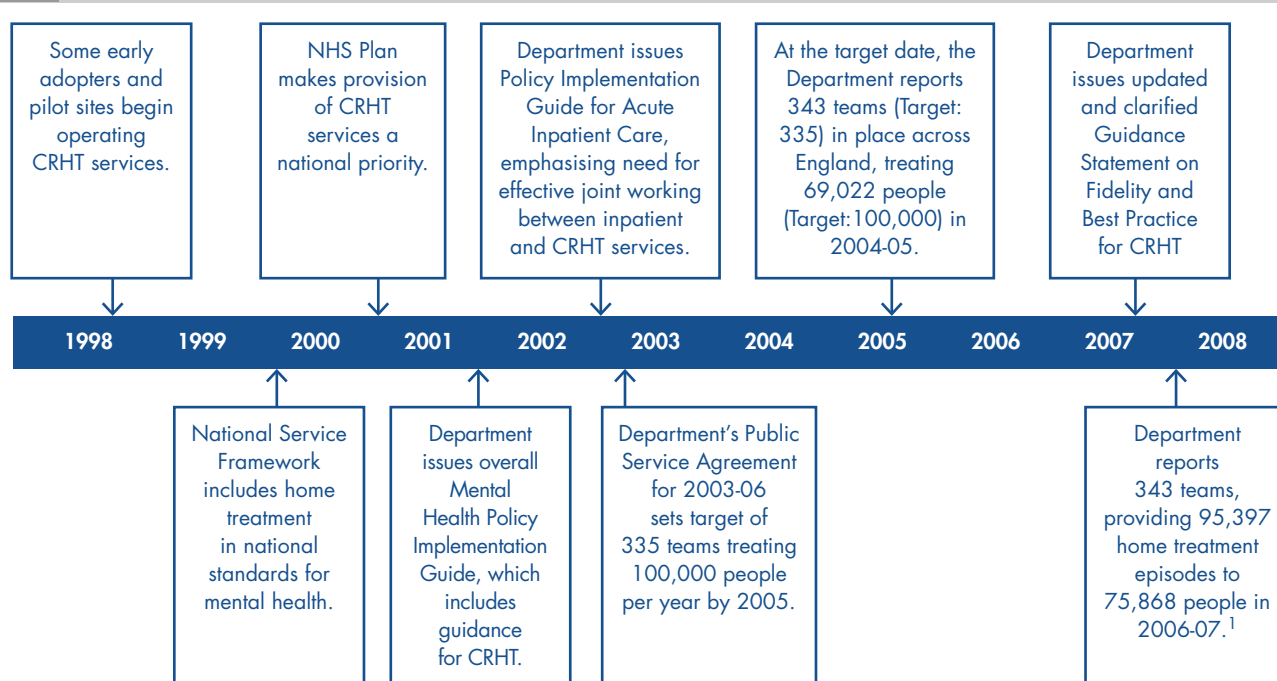 Some early
adopters and
pilot sites begin
operating
CRHT services.
NHS Plan
makes provision
of CRHT
services a
national priority.
Department issues
Policy Implementation
Guide for Acute
Inpatient Care,
emphasising need for
effective joint working
between inpatient
and CRHT services.
At the target date, the
Department reports
343 teams (Target:
335) in place across
England, treating
69,022 people
(Target:100,000) in
2004-05.
Department
issues updated
and clarified
Guidance
Statement on
Fidelity and
Best Practice
for CRHT
1998 1999 2000 2001 2002 2003 2004 2005 2006 2007 2008
National Service
Framework
includes home
treatment
in national
standards for
mental health.
Department
issues overall
Mental
Health Policy
Implementation
Guide, which
includes
guidance
for CRHT.
Department's Public
Service Agreement
for 2003-06
sets target of
335 teams treating
100,000 people
per year by 2005.
Department
reports
343 teams,
providing 95,397
home treatment
episodes to
75,868 people in
2006-07.1